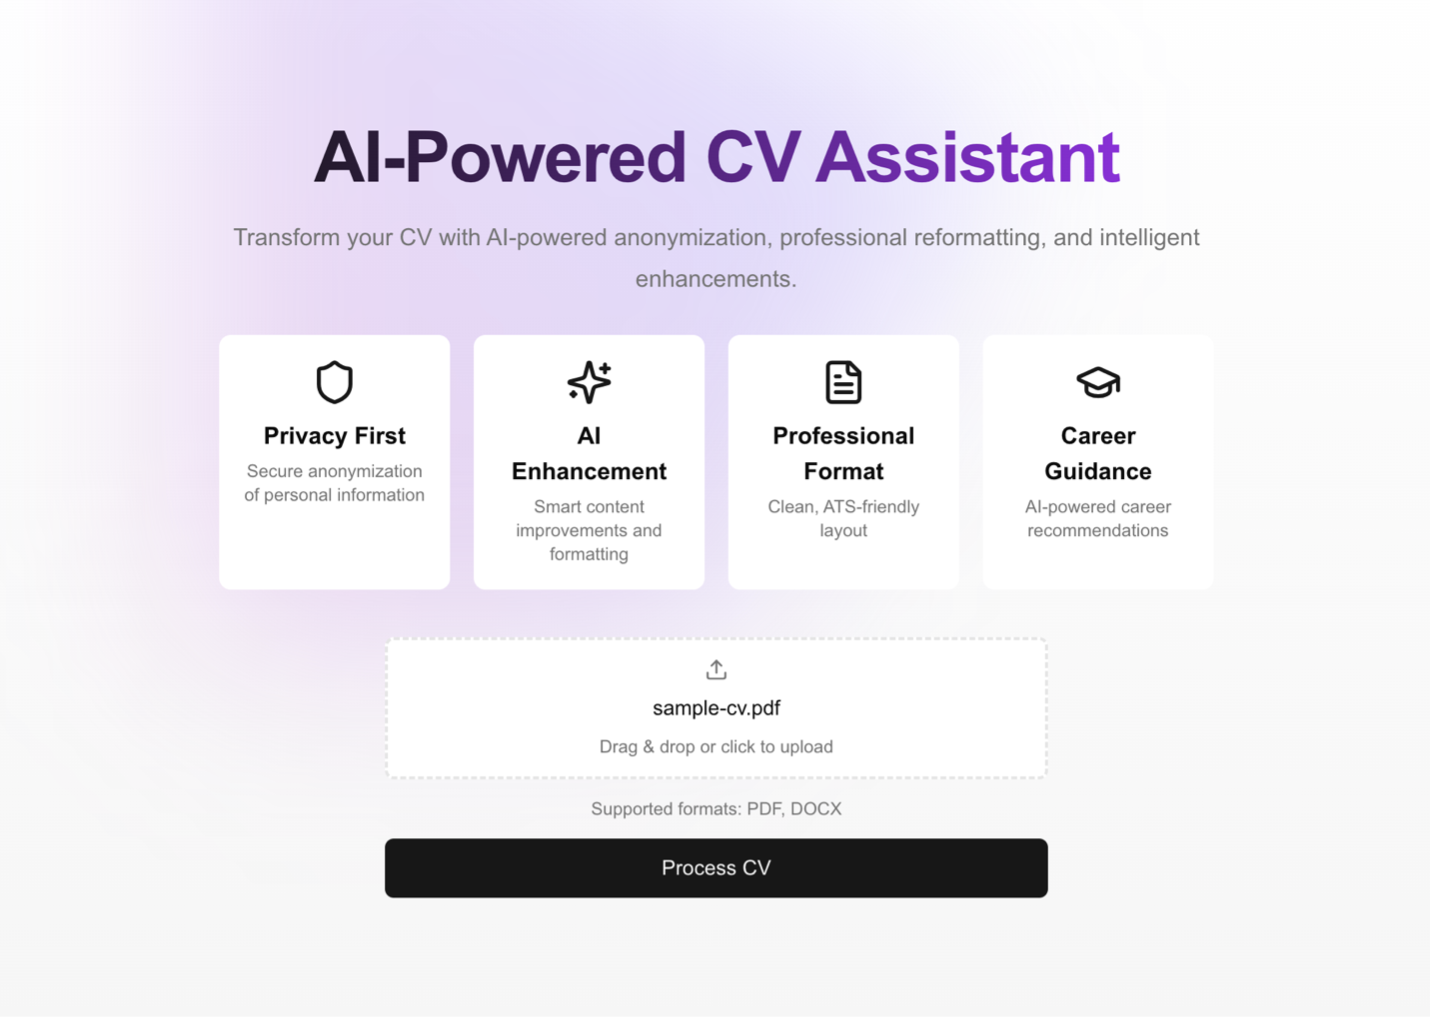 AI-Powered CV Assistant
Transform your CV with AI-powered anonymization, professional reformatting, and intelligent
enhancements.
Privacy First
Secure anonymization
of personal information
AI
Enhancement
Smart content
improvements and
formatting
Professional
Format
Clean, ATS-friendly
layout
Career
Guidance
AI-powered career
recommendations
sample-cv.pdf
Drag & drop or click to upload
Supported formats: PDF, DOCX
Process CV